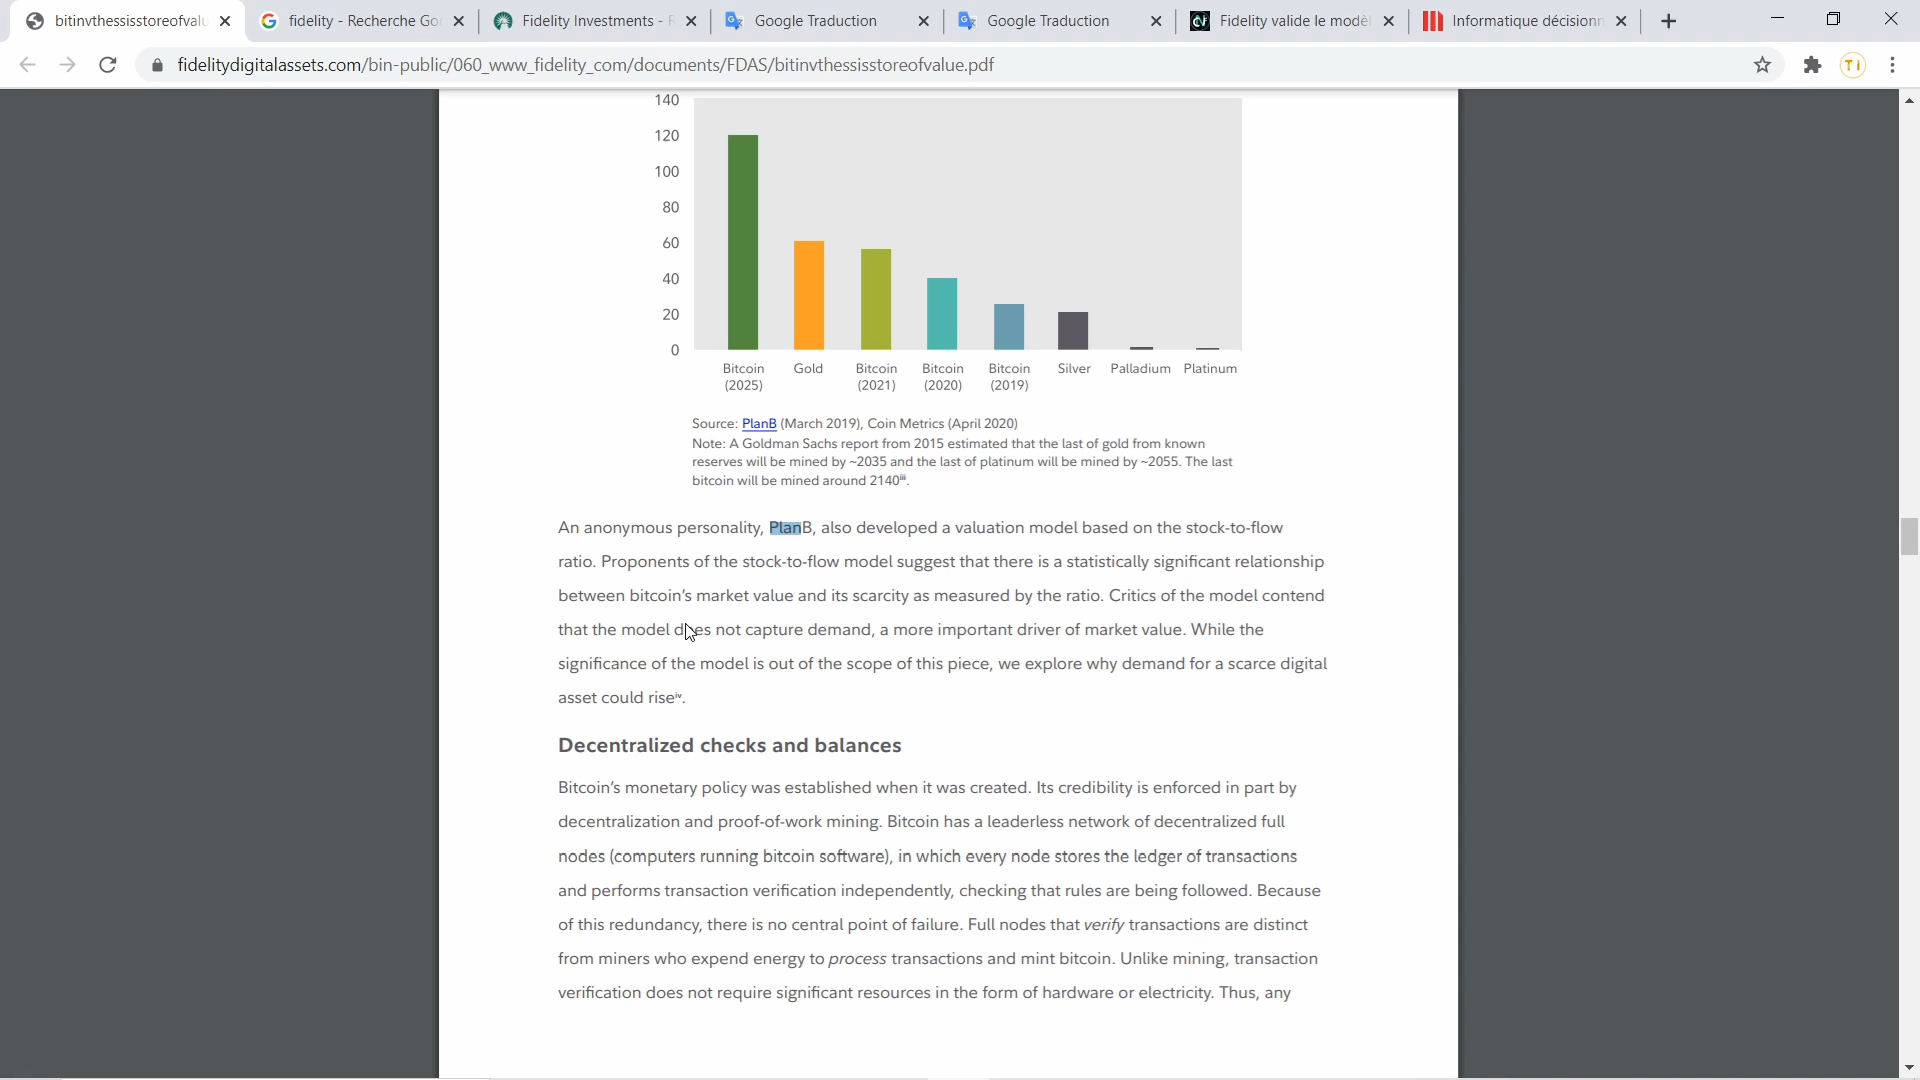 bitinvthessisstoreofvalu
fidelity - Recherche Go
Fidelity Investments - R
Google Traduction
Google Traduction
Fidelity valide le modèl
Informatique décisionn
fidelitydigitalassets.com/bin-public/060_www_fidelity_com/documents/FDAS/bitinvthessisstoreofvalue.pdf
TI
140
120
100
80
60
40
20
0
Bitcoin (2025)
Gold
Bitcoin (2021)
Bitcoin (2020)
Bitcoin (2019)
Silver
Palladium
Platinum
Source: PlanB (March 2019), Coin Metrics (April 2020)
Note: A Goldman Sachs report from 2015 estimated that the last of gold from known
reserves will be mined by ~2035 and the last of platinum will be mined by ~2055. The last
bitcoin will be mined around 2140ⁱⁱⁱ.
An anonymous personality, PlanB, also developed a valuation model based on the stock-to-flow
ratio. Proponents of the stock-to-flow model suggest that there is a statistically significant relationship
between bitcoin's market value and its scarcity as measured by the ratio. Critics of the model contend
that the model does not capture demand, a more important driver of market value. While the
significance of the model is out of the scope of this piece, we explore why demand for a scarce digital
asset could riseⁱᵛ.
Decentralized checks and balances
Bitcoin's monetary policy was established when it was created. Its credibility is enforced in part by
decentralization and proof-of-work mining. Bitcoin has a leaderless network of decentralized full
nodes (computers running bitcoin software), in which every node stores the ledger of transactions
and performs transaction verification independently, checking that rules are being followed. Because
of this redundancy, there is no central point of failure. Full nodes that verify transactions are distinct
from miners who expend energy to process transactions and mint bitcoin. Unlike mining, transaction
verification does not require significant resources in the form of hardware or electricity. Thus, any